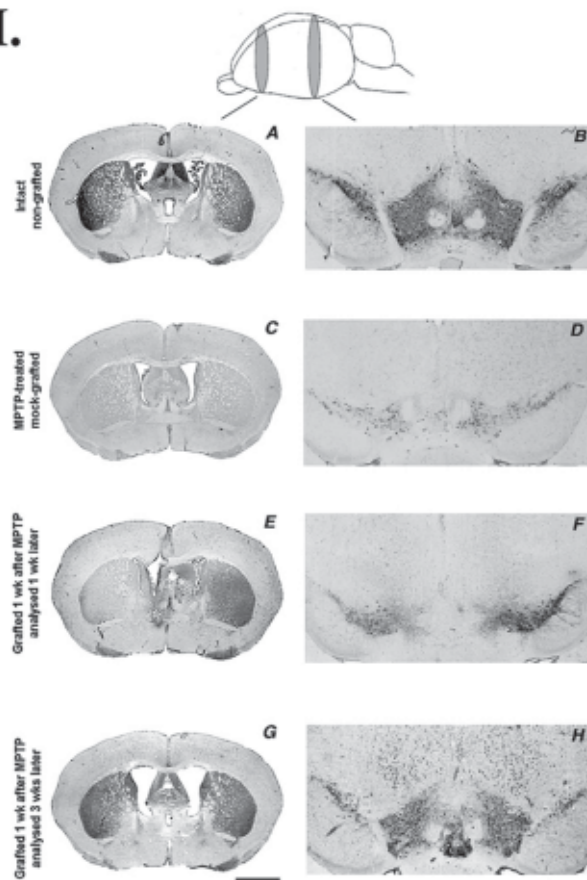 I.
A
B
Intact
non-grafted
C
D
MPTP-treated
mock-grafted
E
F
Grafted 1 wk after MPTP
analysed 1 wk later
G
H
Grafted 1 wk after MPTP
analysed 3 wks later